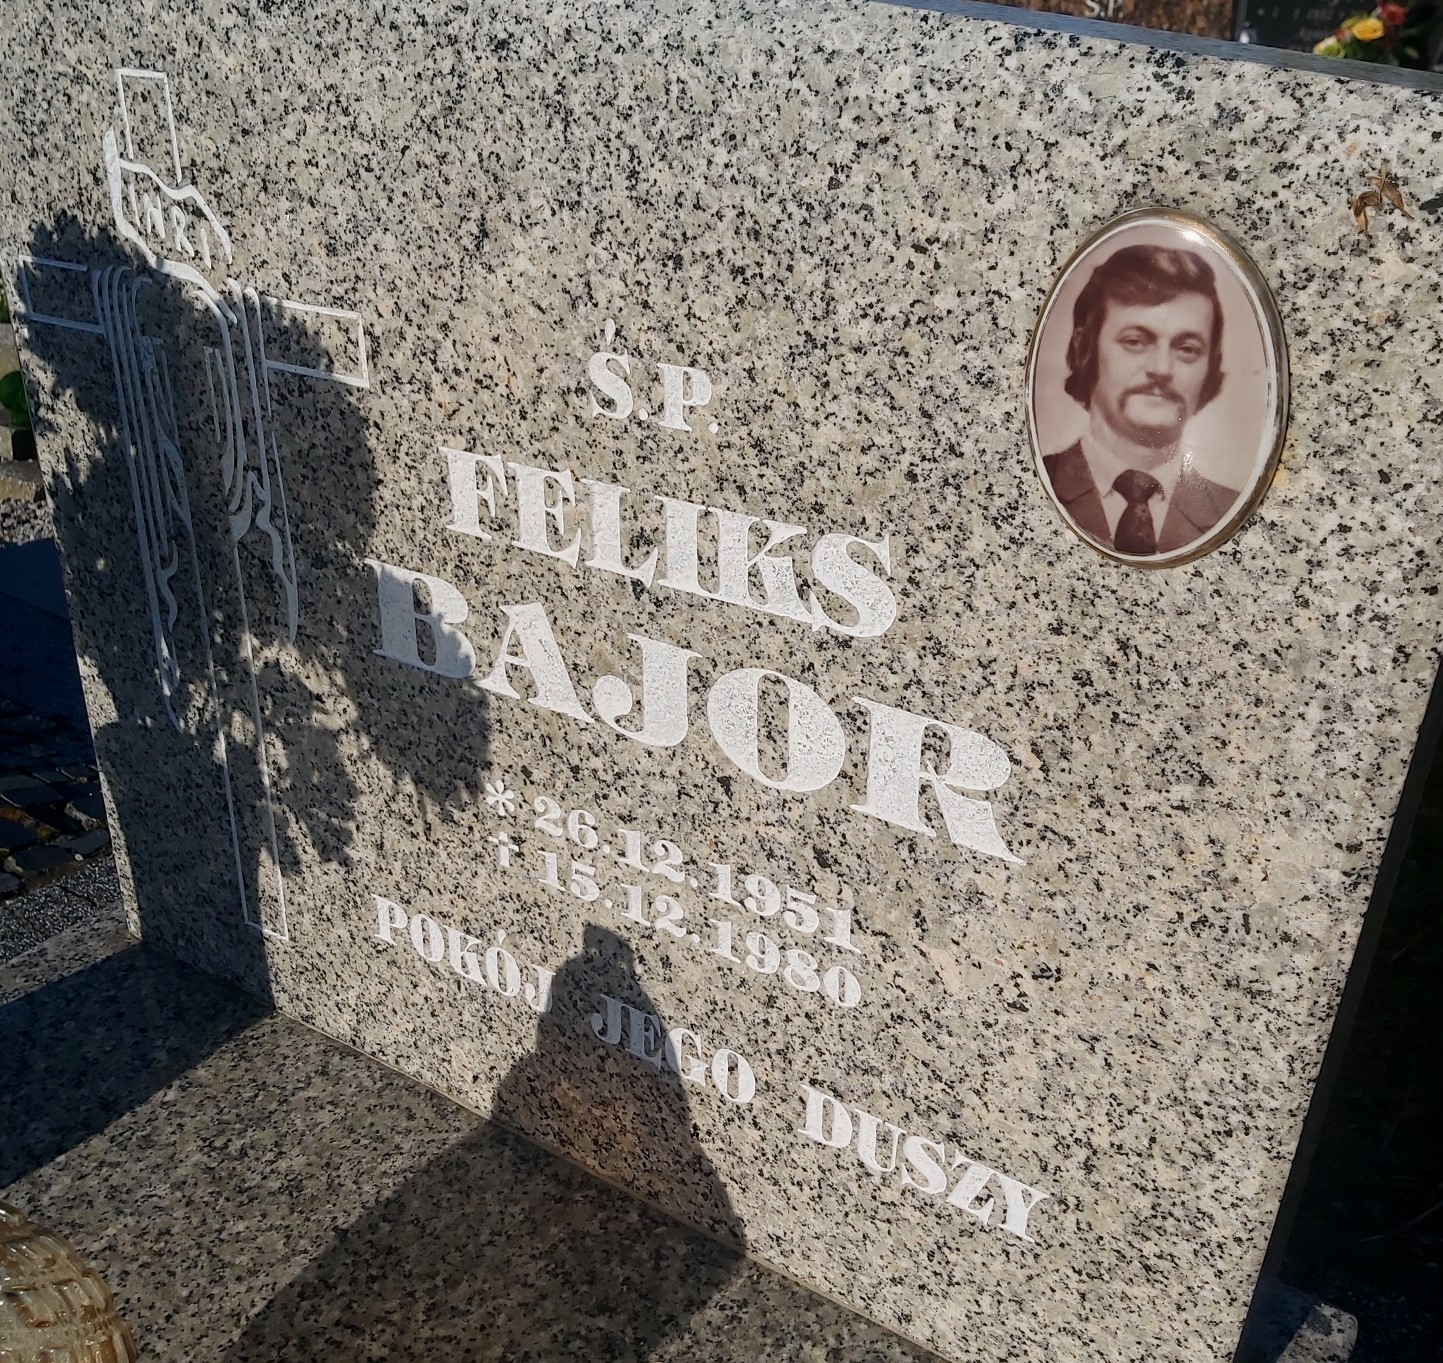 INRI
Ś.P.
FELIKS
BAJOR
* 26.12.1951
† 15.12.1980
POKÓJ JEGO DUSZY
Ś.P.